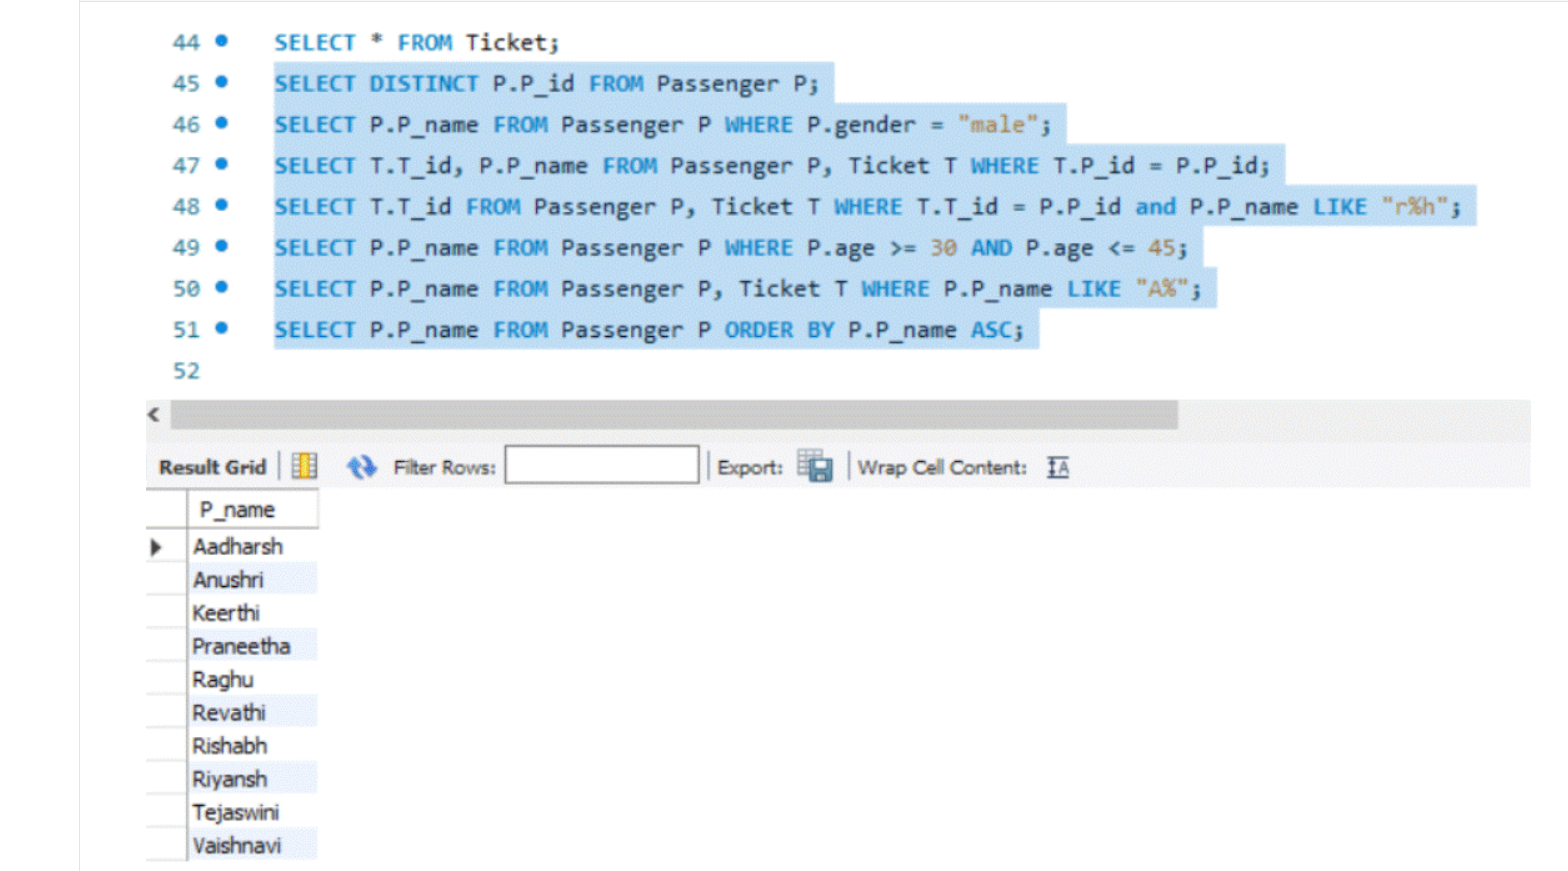 44 SELECT * FROM Ticket;
45 SELECT DISTINCT P.P_id FROM Passenger P;
46 SELECT P.P_name FROM Passenger P WHERE P.gender = "male";
47 SELECT T.T_id, P.P_name FROM Passenger P, Ticket T WHERE T.P_id = P.P_id;
48 SELECT T.T_id FROM Passenger P, Ticket T WHERE T.T_id = P.P_id and P.P_name LIKE "r%h";
49 SELECT P.P_name FROM Passenger P WHERE P.age >= 30 AND P.age <= 45;
50 SELECT P.P_name FROM Passenger P, Ticket T WHERE P.P_name LIKE "A%";
51 SELECT P.P_name FROM Passenger P ORDER BY P.P_name ASC;
52
Result Grid Filter Rows: Export: Wrap Cell Content: IA
P_name
Aadharsh
Anushri
Keerthi
Praneetha
Raghu
Revathi
Rishabh
Riyansh
Tejaswini
Vaishnavi